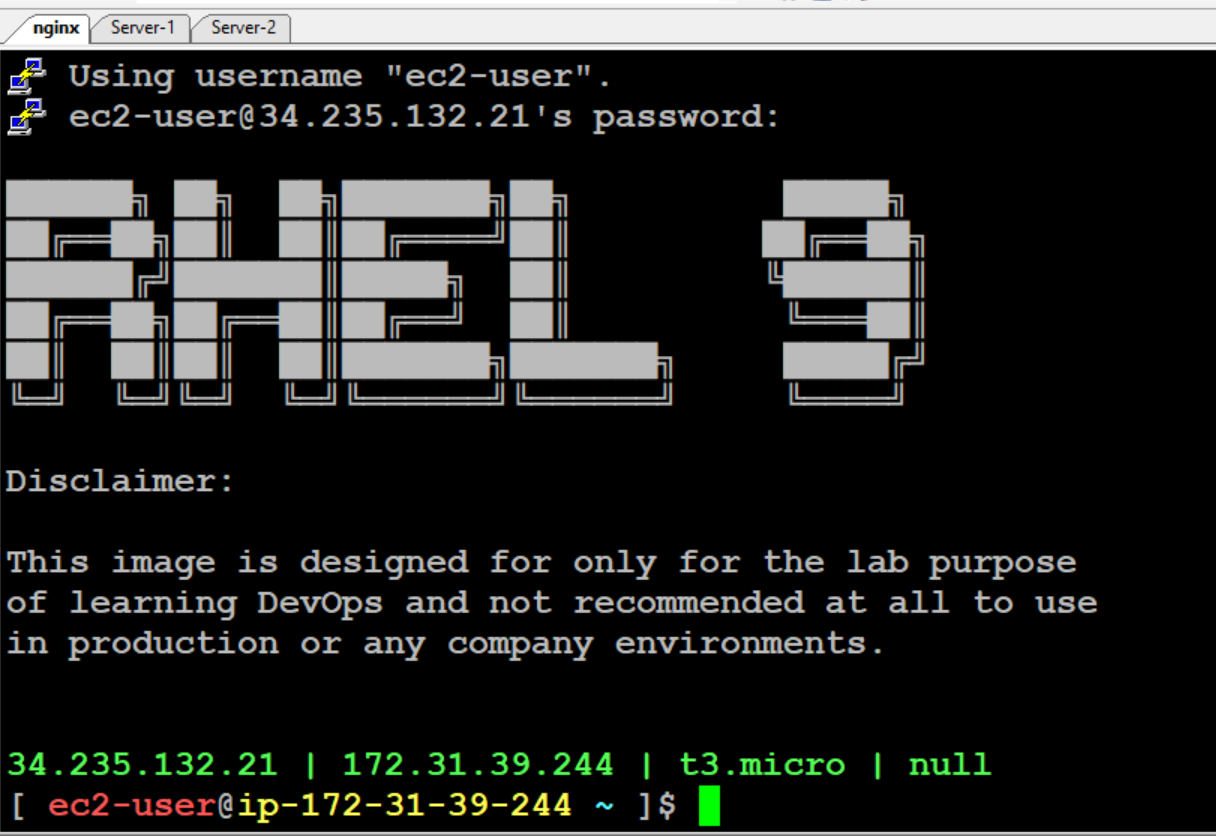 nginx Server-1 Server-2
Using username "ec2-user".
ec2-user@34.235.132.21's password:
RHEL 9
Disclaimer:
This image is designed for only for the lab purpose
of learning DevOps and not recommended at all to use
in production or any company environments.
34.235.132.21 | 172.31.39.244 | t3.micro | null
[ ec2-user@ip-172-31-39-244 ~ ]$